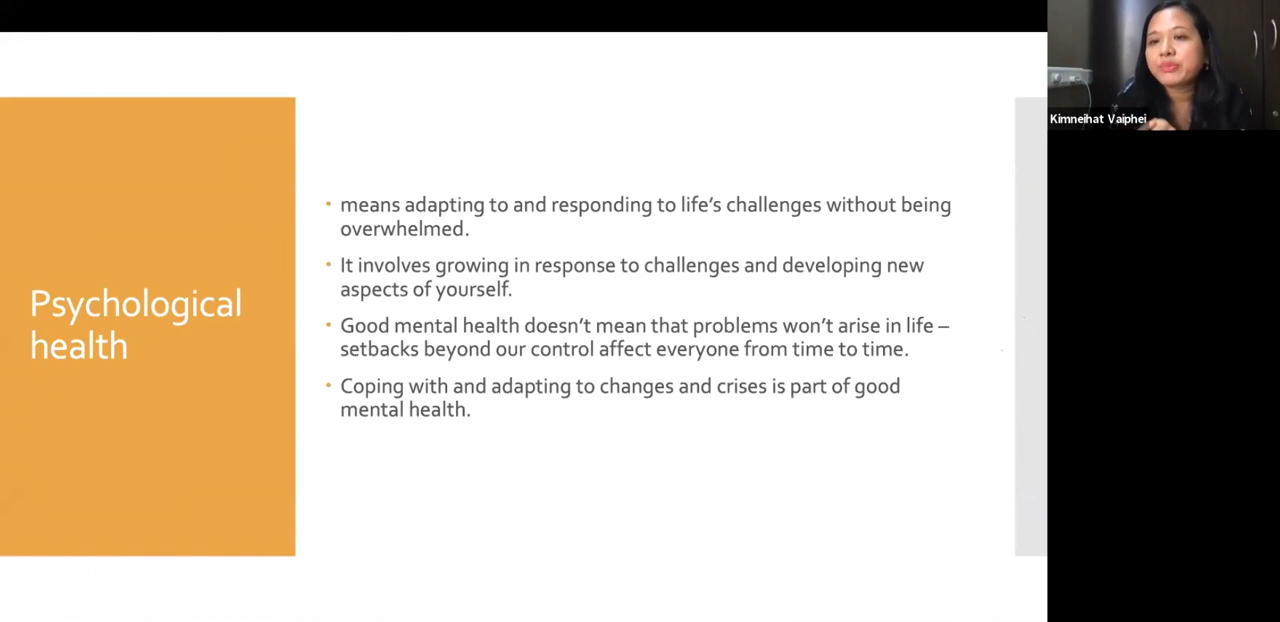 Psychological
health
• means adapting to and responding to life’s challenges without being
overwhelmed.
• It involves growing in response to challenges and developing new
aspects of yourself.
• Good mental health doesn’t mean that problems won’t arise in life –
setbacks beyond our control affect everyone from time to time.
• Coping with and adapting to changes and crises is part of good
mental health.
Kimneihat Vaiphei